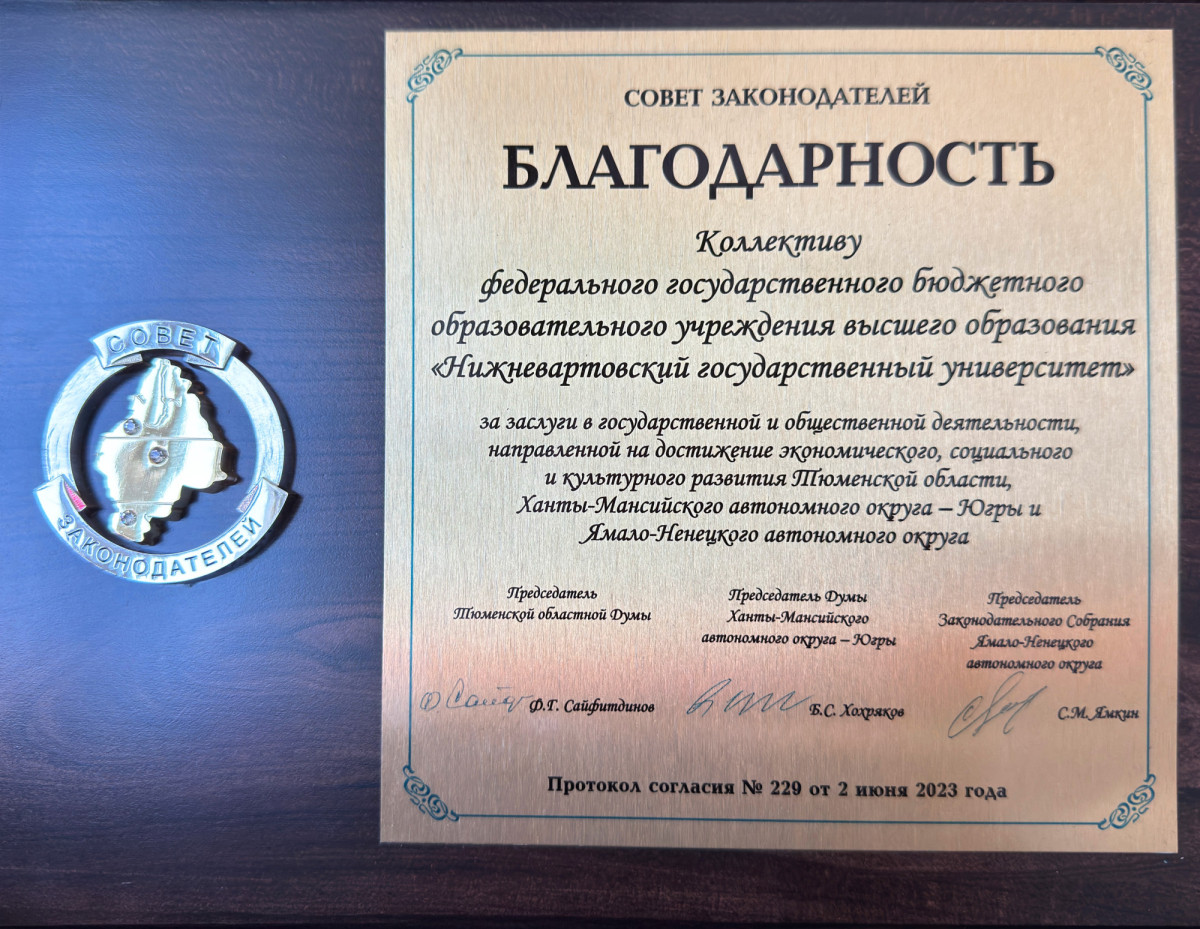 СОВЕТ ЗАКОНОДАТЕЛЕЙ
БЛАГОДАРНОСТЬ
Коллективу
федерального государственного бюджетного
образовательного учреждения высшего образования
«Нижневартовский государственный университет»
за заслуги в государственной и общественной деятельности,
направленной на достижение экономического, социального
и культурного развития Тюменской области,
Ханты-Мансийского автономного округа – Югры и
Ямало-Ненецкого автономного округа
Председатель
Тюменской областной Думы
Ф.Г. Сайфитдинов
Председатель Думы
Ханты-Мансийского
автономного округа – Югры
Б.С. Хохряков
Председатель
Законодательного Собрания
Ямало-Ненецкого
автономного округа
С.М. Ямкин
Протокол согласия № 229 от 2 июня 2023 года
СОВЕТ
ЗАКОНОДАТЕЛЕЙ